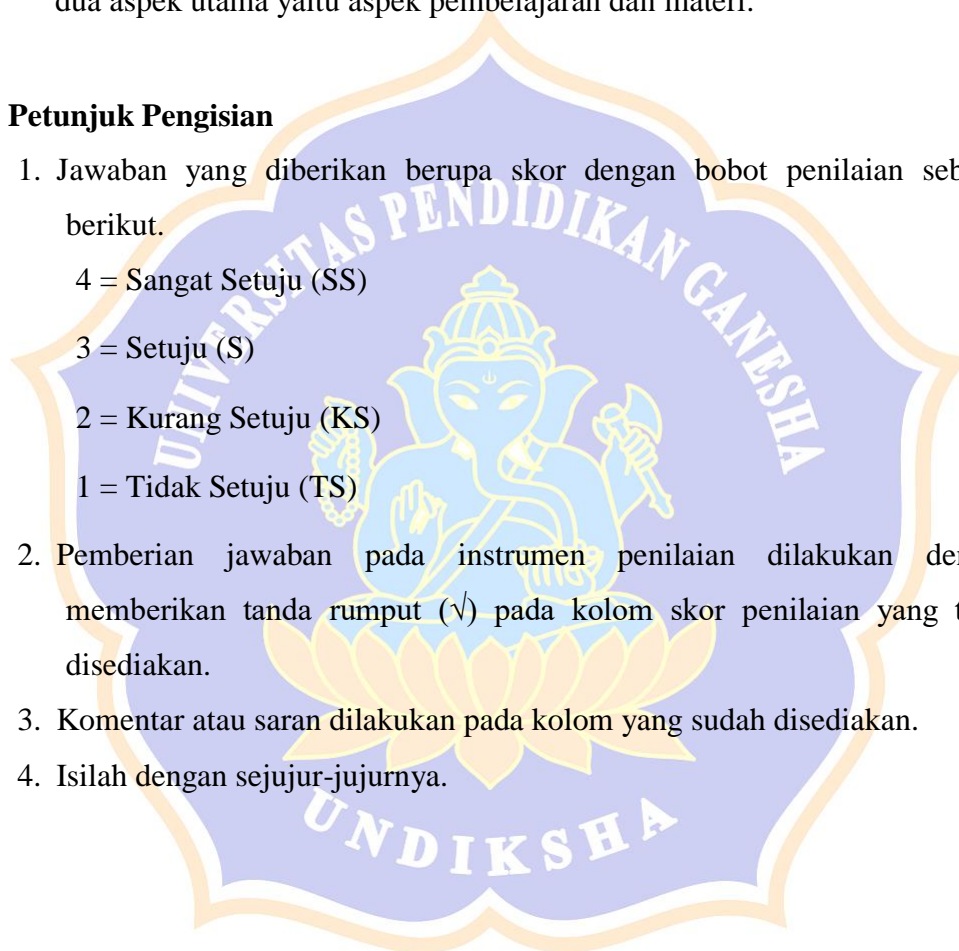 dua aspek utama yaitu aspek pembelajaran dan materi.
Petunjuk Pengisian
1. Jawaban yang diberikan berupa skor dengan bobot penilaian seb
berikut.
4 = Sangat Setuju (SS)
3 = Setuju (S)
2 = Kurang Setuju (KS)
1 = Tidak Setuju (TS)
2. Pemberian jawaban pada instrumen penilaian dilakukan den
memberikan tanda rumput (√) pada kolom skor penilaian yang t
disediakan.
3. Komentar atau saran dilakukan pada kolom yang sudah disediakan.
4. Isilah dengan sejujur-jujurnya.
UNIVERSITAS PENDIDIKAN GANESHA
UNDIKSHA